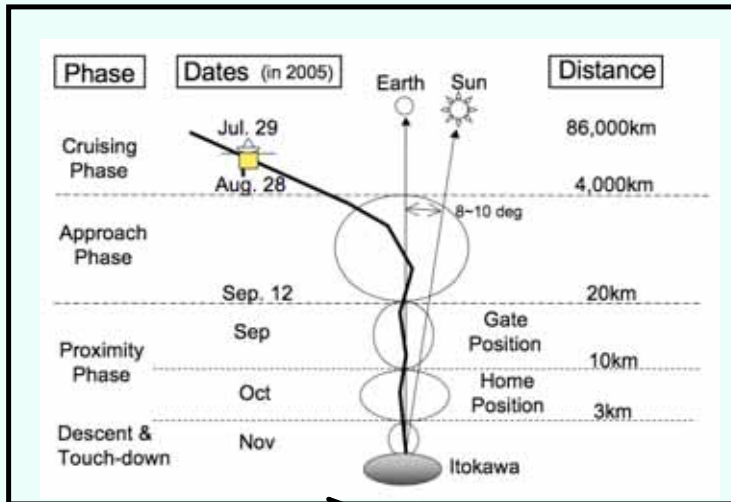 Phase Dates (in 2005) Distance
Earth Sun
Jul. 29 86,000km
Cruising
Phase
Aug. 28 4,000km
8~10 deg
Approach
Phase
Sep. 12 20km
Sep Gate
Position
Proximity
Phase
10km
Oct Home
Position
3km
Descent &
Touch-down
Nov
Itokawa